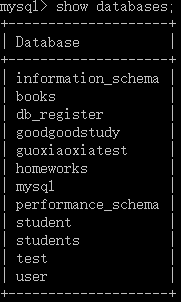 mysql> show databases;
+--------------------+
| Database
+--------------------+
| information_schema
| books
| db_register
| goodgoodstudy
| guoxiaoxiatest
| homeworks
| mysql
| performance_schema
| student
| students
| test
| user
+--------------------+